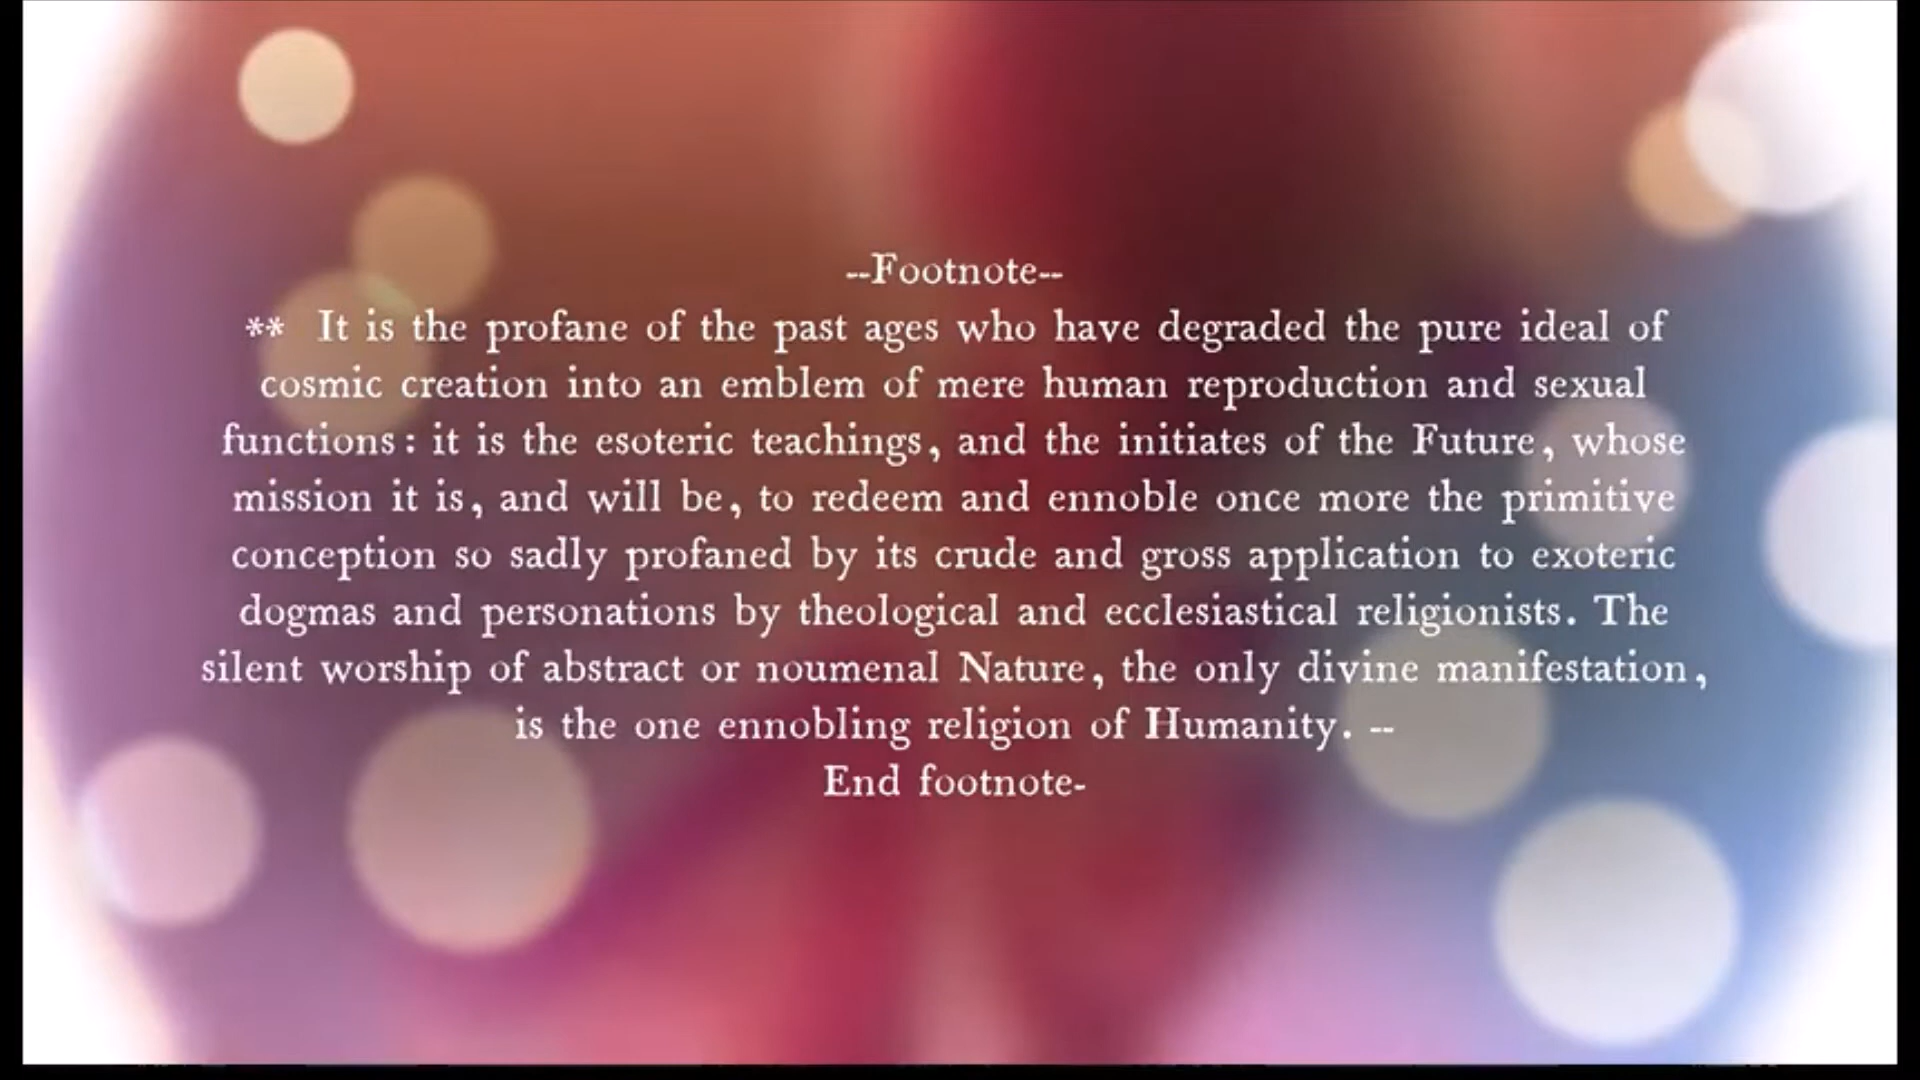 --Footnote--
** It is the profane of the past ages who have degraded the pure ideal of
cosmic creation into an emblem of mere human reproduction and sexual
functions: it is the esoteric teachings, and the initiates of the Future, whose
mission it is, and will be, to redeem and ennoble once more the primitive
conception so sadly profaned by its crude and gross application to exoteric
dogmas and personations by theological and ecclesiastical religionists. The
silent worship of abstract or noumenal Nature, the only divine manifestation,
is the one ennobling religion of Humanity. --
End footnote-